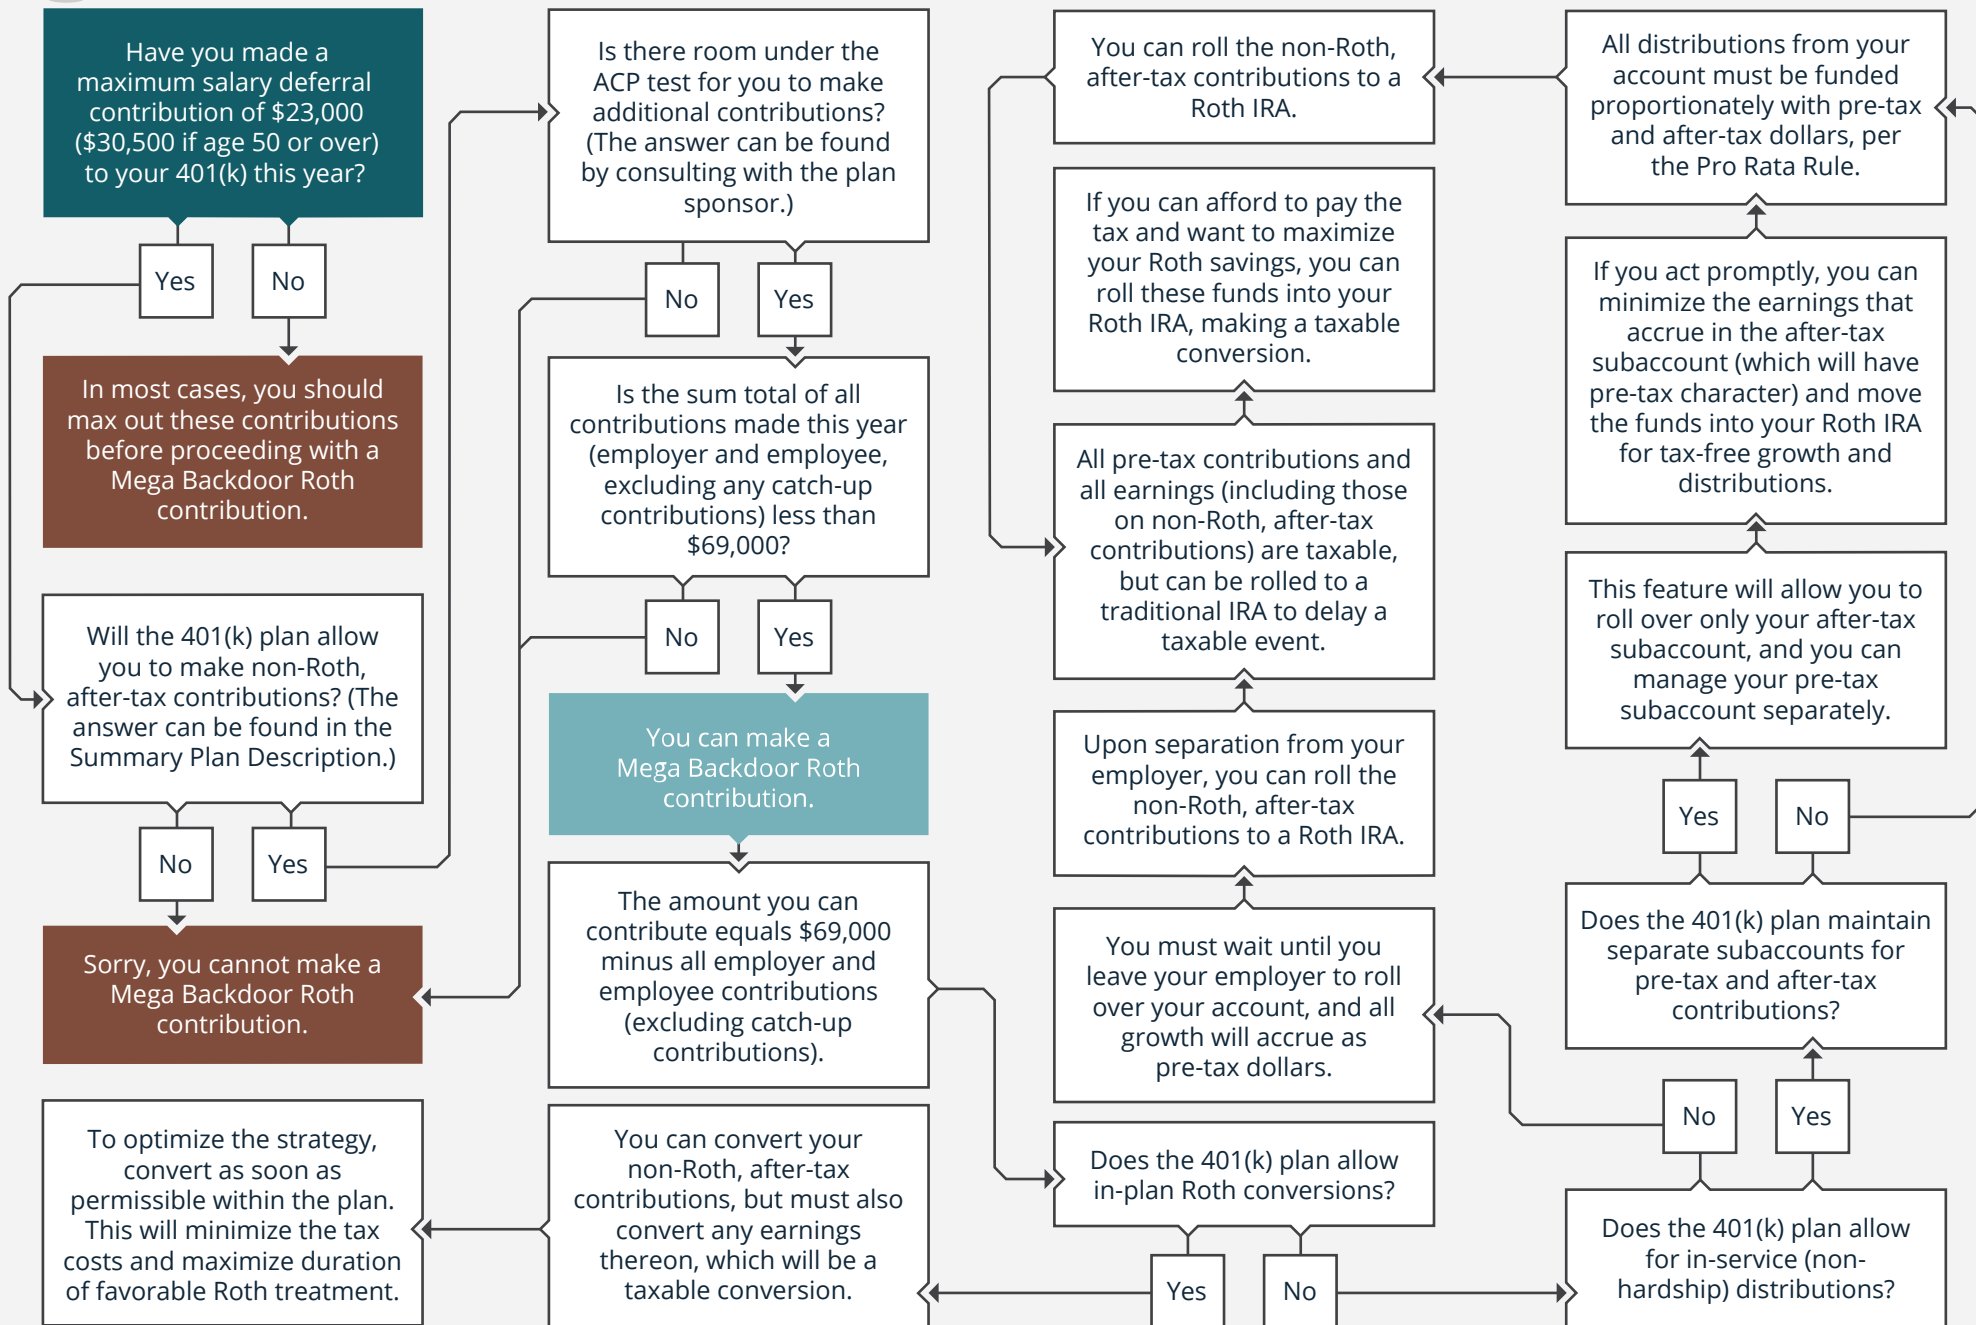 Have you made a
maximum salary deferral
contribution of $23,000
($30,500 if age 50 or over)
to your 401(k) this year?
Yes
No
In most cases, you should
max out these contributions
before proceeding with a
Mega Backdoor Roth
contribution.
Will the 401(k) plan allow
you to make non-Roth,
after-tax contributions? (The
answer can be found in the
Summary Plan Description.)
No
Yes
Sorry, you cannot make a
Mega Backdoor Roth
contribution.
Is there room under the
ACP test for you to make
additional contributions?
(The answer can be found
by consulting with the plan
sponsor.)
No
Yes
Is the sum total of all
contributions made this year
(employer and employee,
excluding any catch-up
contributions) less than
$69,000?
No
Yes
You can make a
Mega Backdoor Roth
contribution.
The amount you can
contribute equals $69,000
minus all employer and
employee contributions
(excluding catch-up
contributions).
Does the 401(k) plan allow
in-plan Roth conversions?
Yes
No
You can convert your
non-Roth, after-tax
contributions, but must also
convert any earnings
thereon, which will be a
taxable conversion.
To optimize the strategy,
convert as soon as
permissible within the plan.
This will minimize the tax
costs and maximize duration
of favorable Roth treatment.
Does the 401(k) plan allow
for in-service (non-
hardship) distributions?
No
Yes
You must wait until you
leave your employer to roll
over your account, and all
growth will accrue as
pre-tax dollars.
Upon separation from your
employer, you can roll the
non-Roth, after-tax
contributions to a Roth IRA.
All pre-tax contributions and
all earnings (including those
on non-Roth, after-tax
contributions) are taxable,
but can be rolled to a
traditional IRA to delay a
taxable event.
If you can afford to pay the
tax and want to maximize
your Roth savings, you can
roll these funds into your
Roth IRA, making a taxable
conversion.
Does the 401(k) plan maintain
separate subaccounts for
pre-tax and after-tax
contributions?
Yes
No
This feature will allow you to
roll over only your after-tax
subaccount, and you can
manage your pre-tax
subaccount separately.
If you act promptly, you can
minimize the earnings that
accrue in the after-tax
subaccount (which will have
pre-tax character) and move
the funds into your Roth IRA
for tax-free growth and
distributions.
All distributions from your
account must be funded
proportionately with pre-tax
and after-tax dollars, per
the Pro Rata Rule.
You can roll the non-Roth,
after-tax contributions to a
Roth IRA.